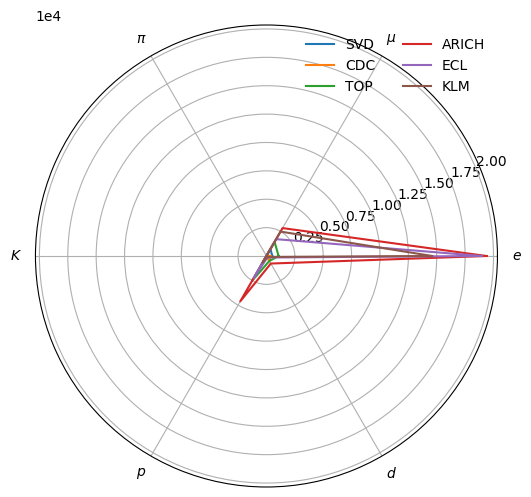 1e4
π
μ
SVD
CDC
TOP
ARICH
ECL
KLM
2.00
1.75
1.50
1.25
1.00
0.75
0.50
0.25
K
e
p
d